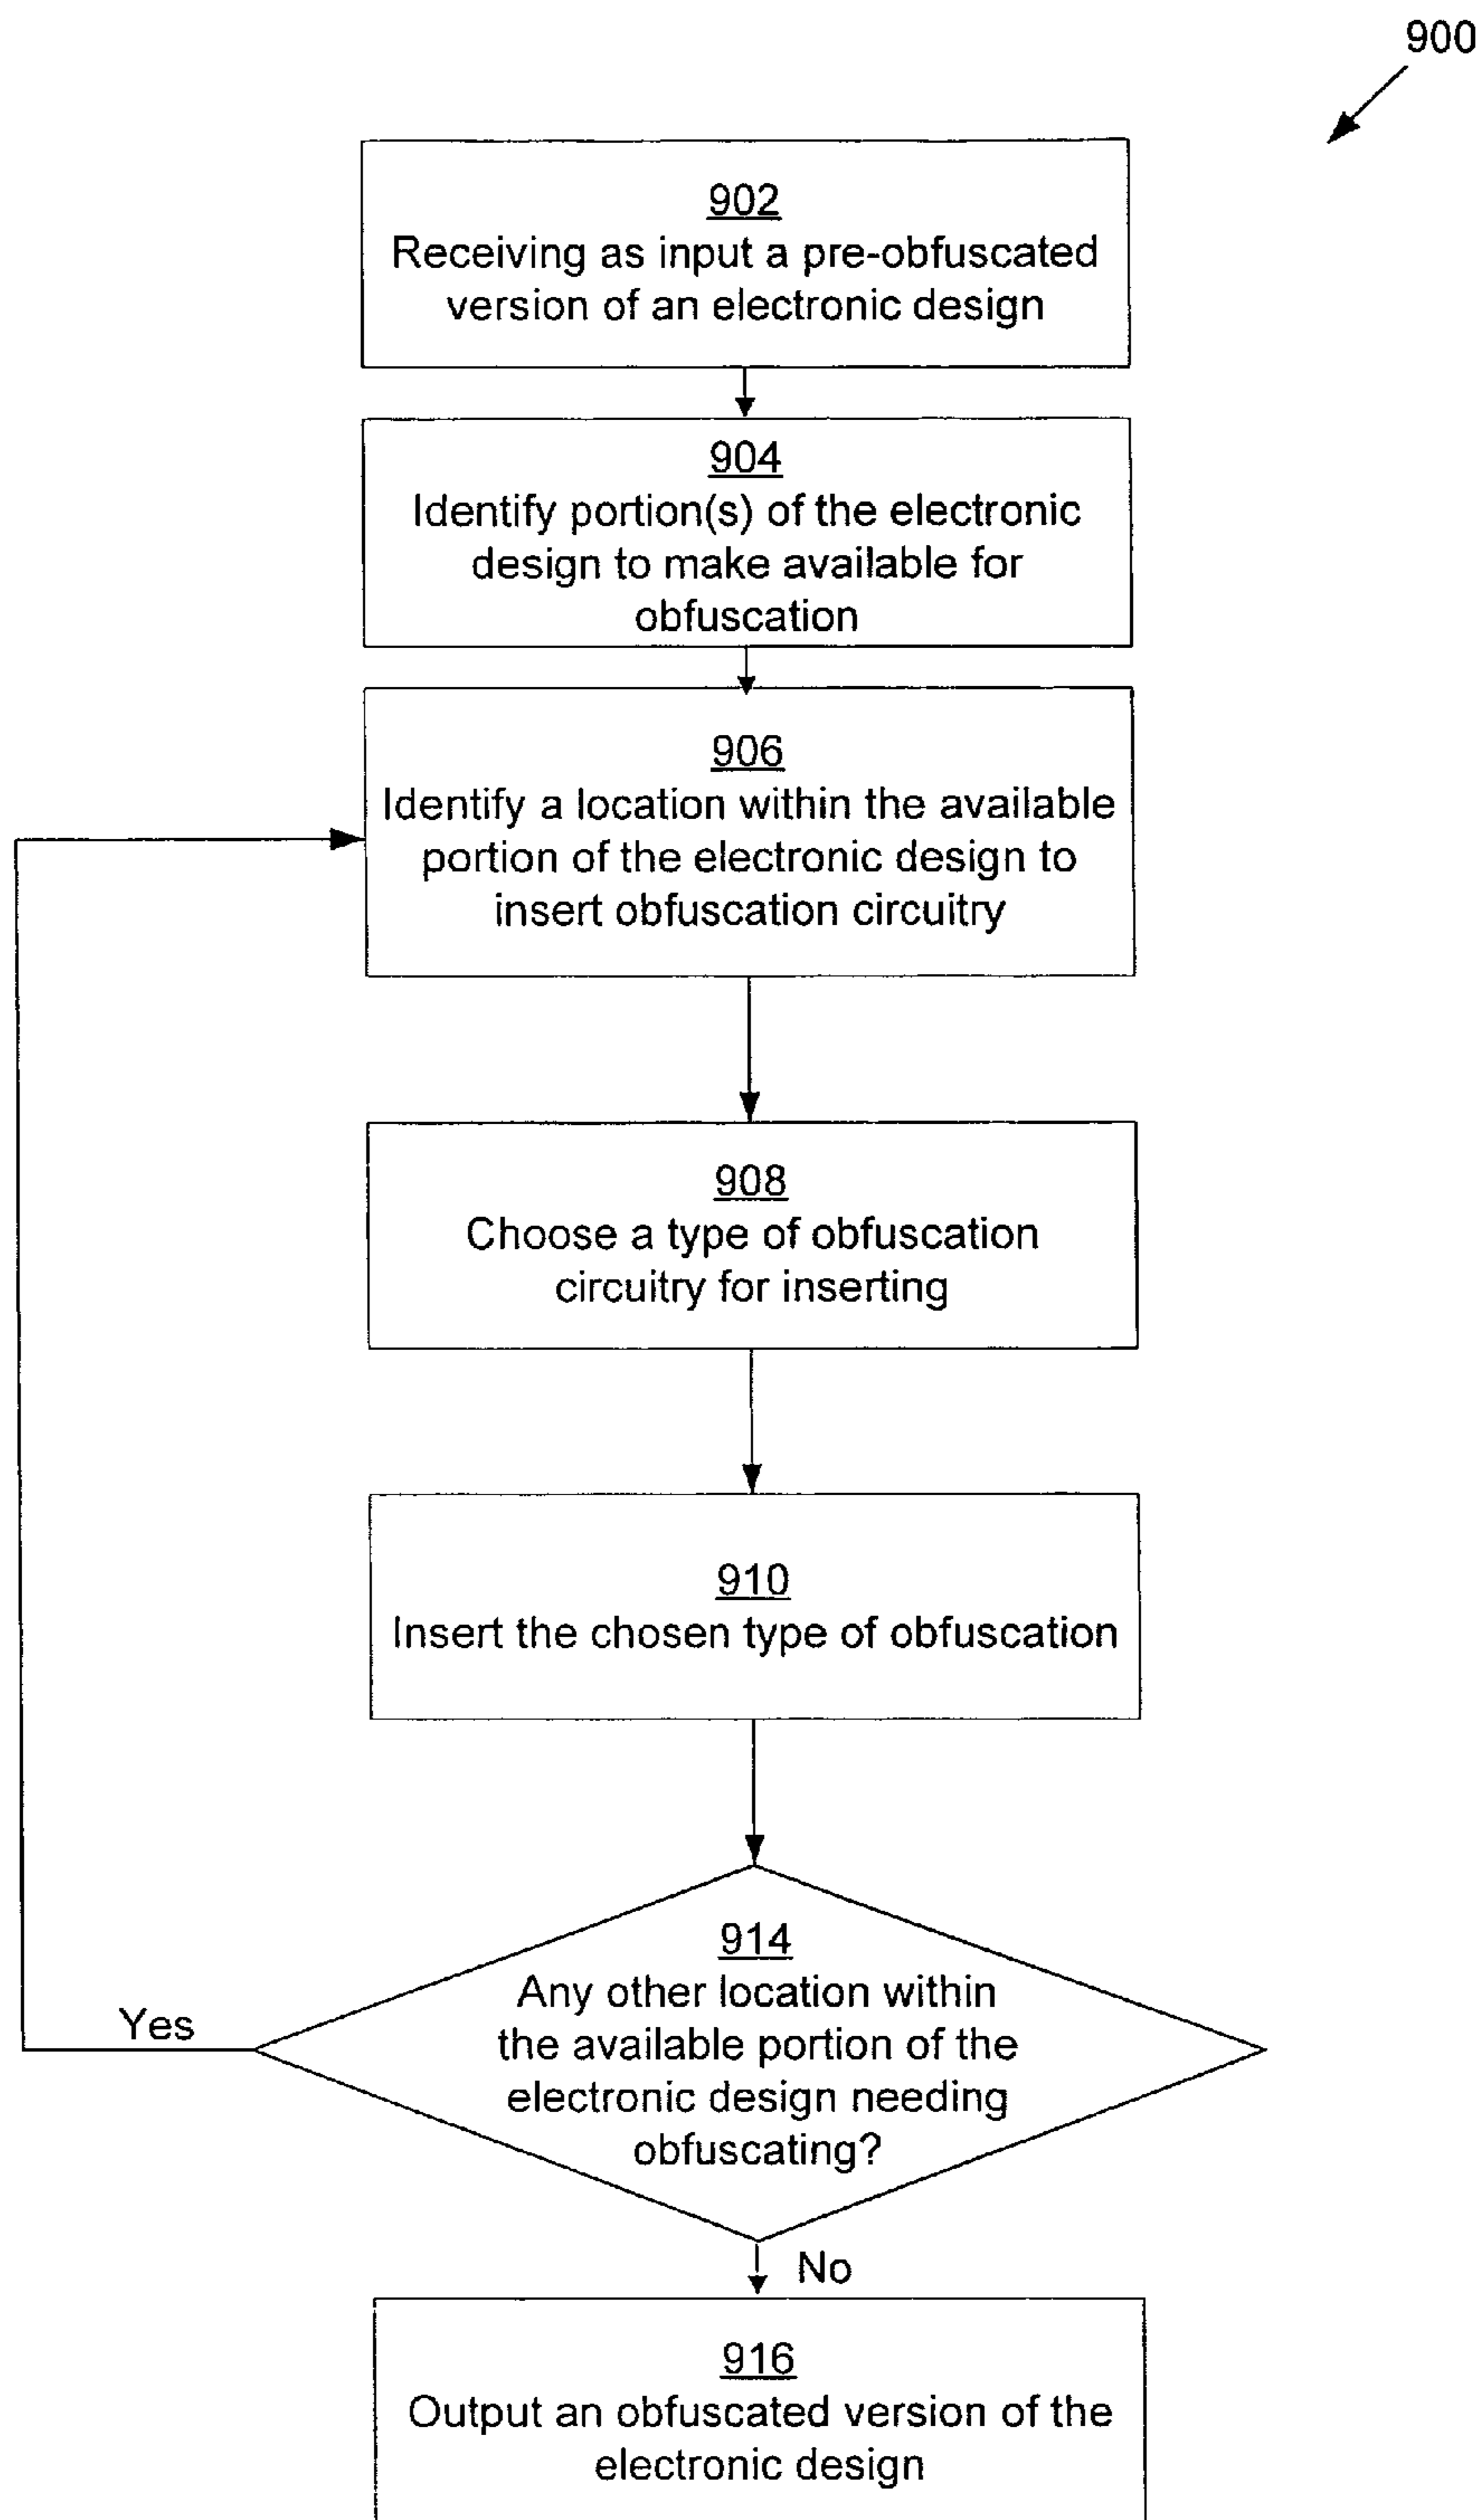 900
902
Receiving as input a pre-obfuscated
version of an electronic design
904
Identify portion(s) of the electronic
design to make available for
obfuscation
906
Identify a location within the available
portion of the electronic design to
insert obfuscation circuitry
908
Choose a type of obfuscation
circuitry for inserting
910
Insert the chosen type of obfuscation
914
Any other location within
the available portion of the
electronic design needing
obfuscating?
Yes
No
916
Output an obfuscated version of the
electronic design